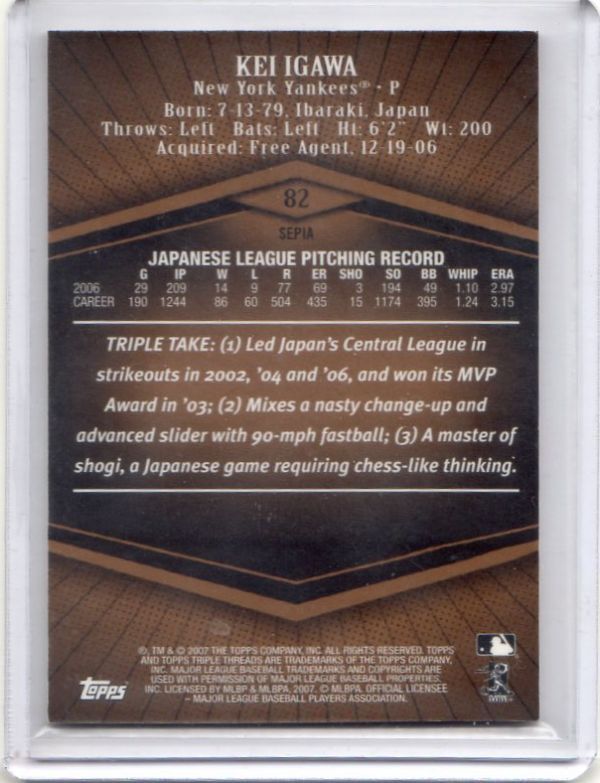 KEI IGAWA
New York Yankees® • P
Born: 7-13-79, Ibaraki, Japan
Throws: Left Bats: Left Ht: 6'2" Wt: 200
Acquired: Free Agent, 12-19-06
82
SEPIA
JAPANESE LEAGUE PITCHING RECORD
G IP W L R ER SHO SO BB WHIP ERA
2006 29 209 14 9 77 69 3 194 49 1.10 2.97
CAREER 190 1244 86 60 504 435 15 1174 395 1.24 3.15
TRIPLE TAKE: (1) Led Japan's Central League in
strikeouts in 2002, '04 and '06, and won its MVP
Award in '03; (2) Mixes a nasty change-up and
advanced slider with 90-mph fastball; (3) A master of
shogi, a Japanese game requiring chess-like thinking.
®, TM & © 2007 THE TOPPS COMPANY, INC. ALL RIGHTS RESERVED. TOPPS
AND TOPPS TRIPLE THREADS ARE TRADEMARKS OF THE TOPPS COMPANY,
INC. MAJOR LEAGUE BASEBALL TRADEMARKS AND COPYRIGHTS ARE
USED WITH PERMISSION OF MAJOR LEAGUE BASEBALL PROPERTIES,
INC. LICENSED BY MLBP & MLBPA, 2007. © MLBPA. OFFICIAL LICENSEE
– MAJOR LEAGUE BASEBALL PLAYERS ASSOCIATION.
topps